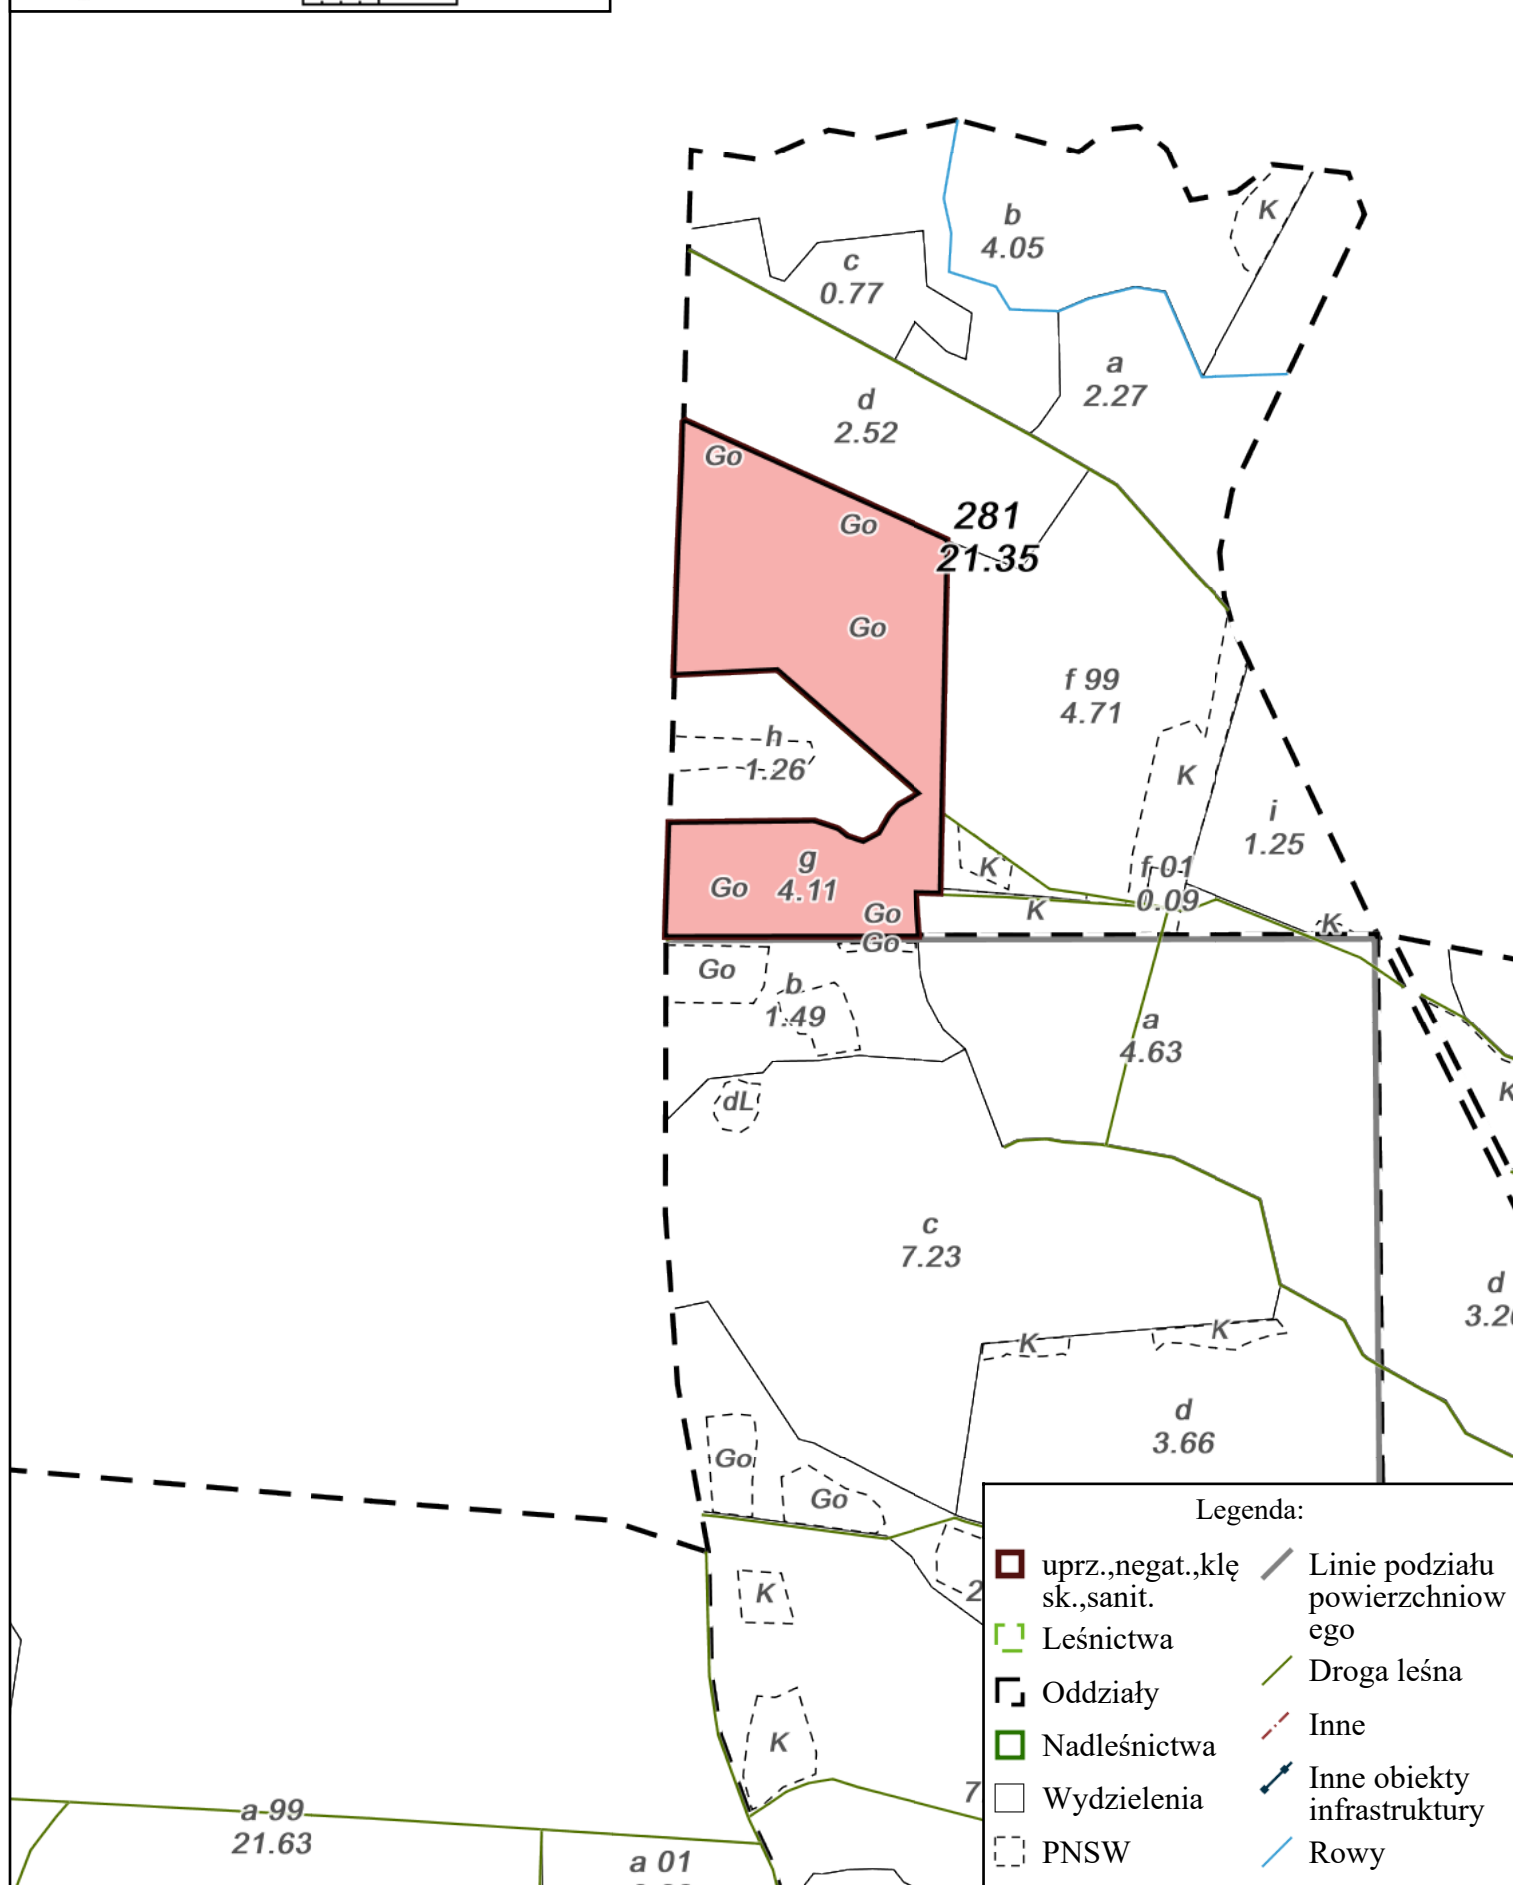 b
4.05
K
c
0.77
a
2.27
d
2.52
Go
Go
281
21.35
Go
f 99
4.71
h
1.26
K
i
1.25
g
4.11
Go
Go
K
f 01
0.09
K
K
Go
Go
b
1.49
a
4.63
K
dL
c
7.23
d
K
K
d
3.66
Go
Go
K
K
a 99
21.63
a 01
Legenda:
uprz.,negat.,klę
sk.,sanit.
Leśnictwa
Oddziały
Nadleśnictwa
Wydzielenia
PNSW
Linie podziału
powierzchniow
ego
Droga leśna
Inne
Inne obiekty
infrastruktury
Rowy